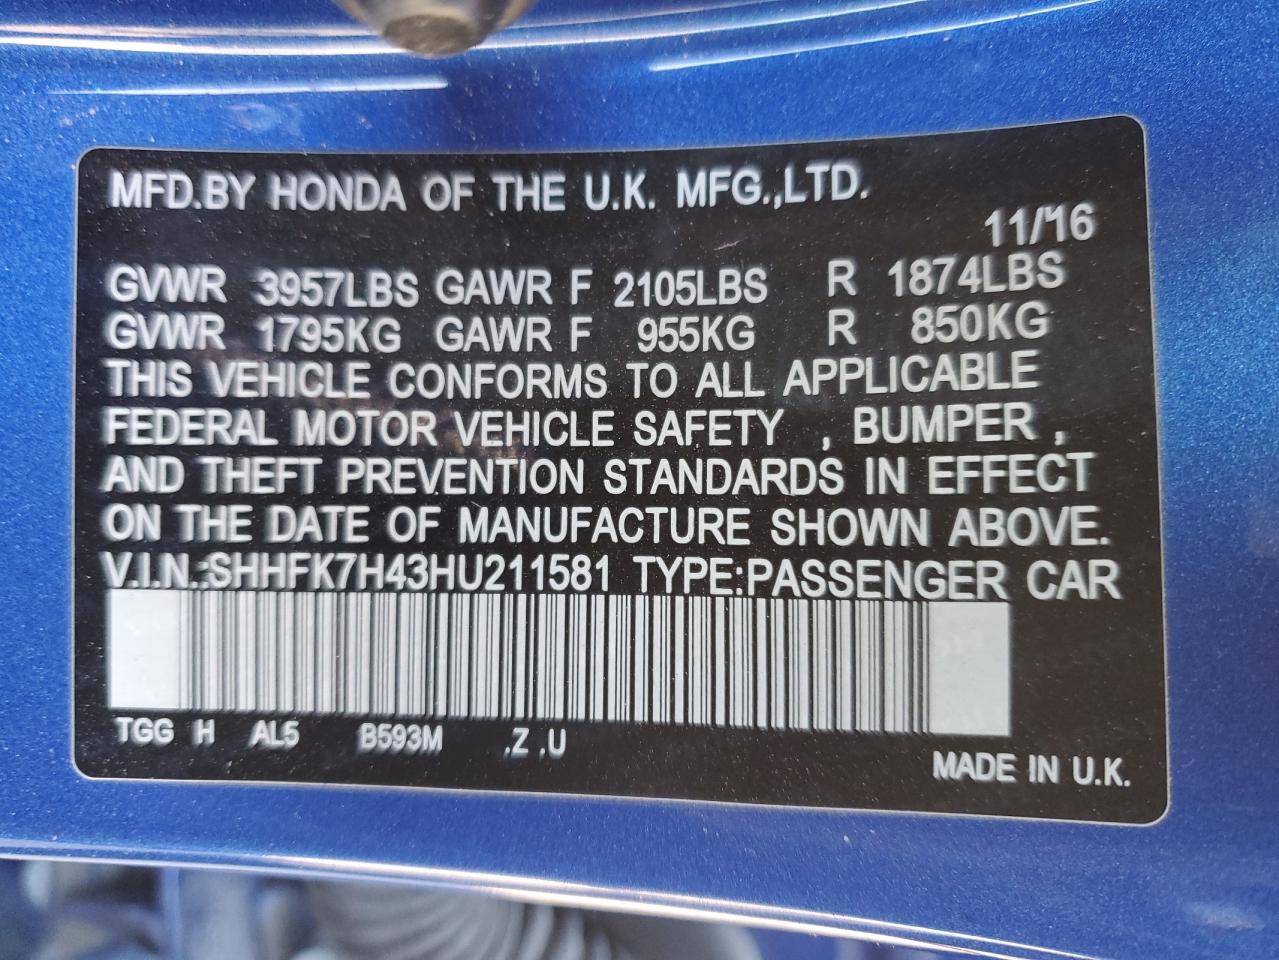 MFD.BY HONDA OF THE U.K. MFG.,LTD.
11/'16
GVWR 3957LBS GAWR F 2105LBS R 1874LBS
GVWR 1795KG GAWR F 955KG R 850KG
THIS VEHICLE CONFORMS TO ALL APPLICABLE
FEDERAL MOTOR VEHICLE SAFETY , BUMPER ,
AND THEFT PREVENTION STANDARDS IN EFFECT
ON THE DATE OF MANUFACTURE SHOWN ABOVE.
V.I.N.:SHHFK7H43HU211581 TYPE:PASSENGER CAR
TGG H AL5 B593M .Z .U
MADE IN U.K.